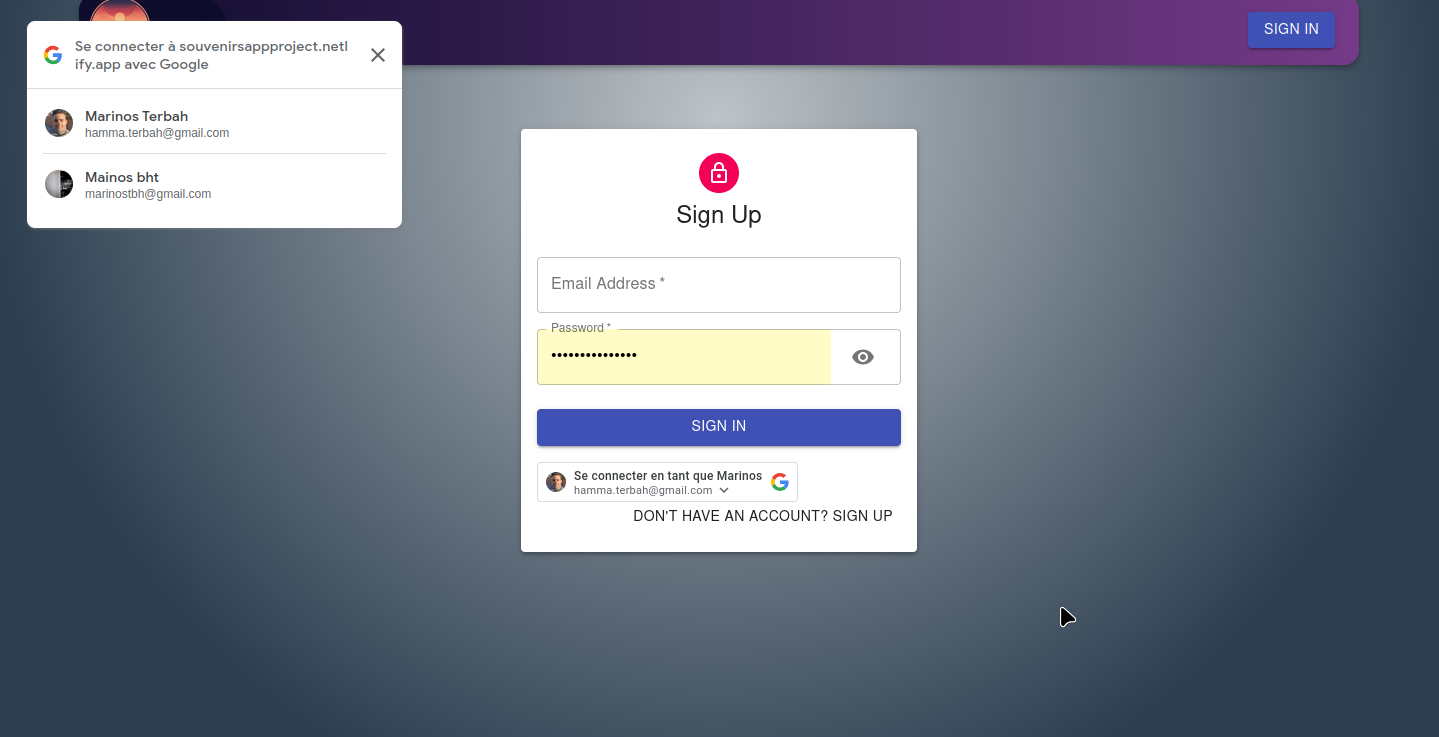 SIGN IN
Se connecter à souvenirsappproject.netl
ify.app avec Google
Marinos Terbah
hamma.terbah@gmail.com
Mainos bht
marinostbh@gmail.com
Sign Up
Email Address *
Password *
•••••••••••••••
SIGN IN
Se connecter en tant que Marinos
hamma.terbah@gmail.com
DON'T HAVE AN ACCOUNT? SIGN UP